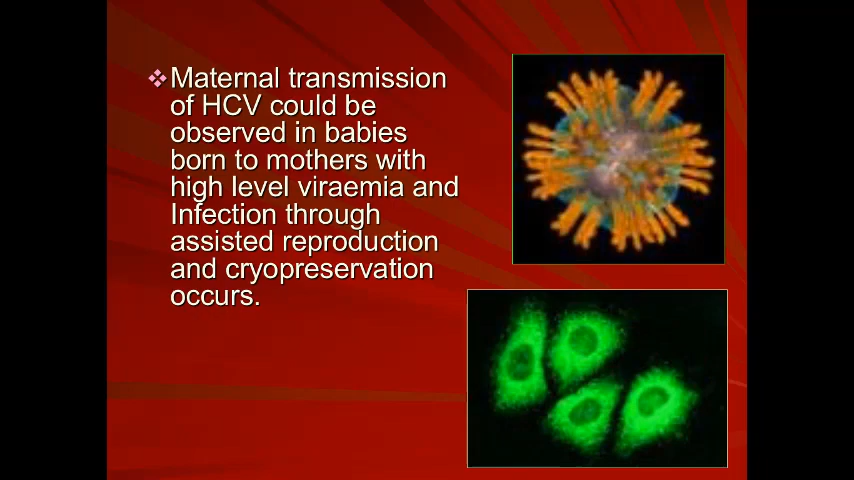 Maternal transmission
of HCV could be
observed in babies
born to mothers with
high level viraemia and
Infection through
assisted reproduction
and cryopreservation
occurs.